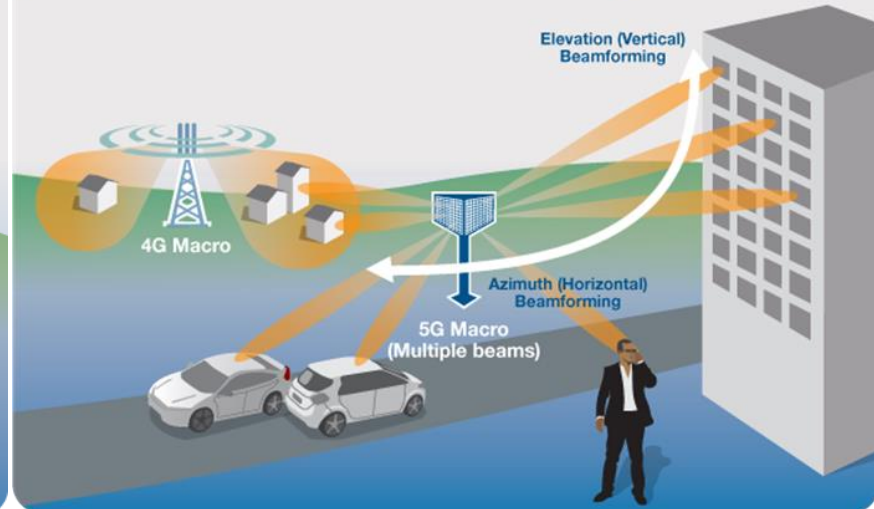 Elevation (Vertical)
Beamforming
4G Macro
Azimuth (Horizontal)
Beamforming
5G Macro
(Multiple beams)